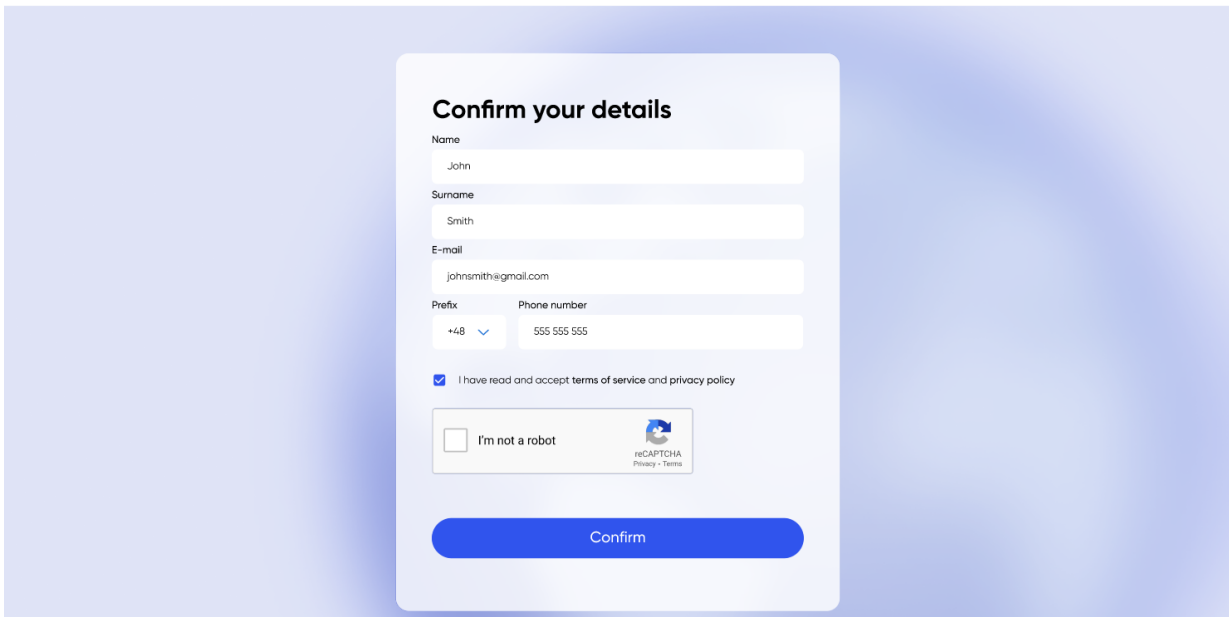 Confirm your details
Name
John
Surname
Smith
E-mail
johnsmith@gmail.com
Prefix Phone number
+48 555 555 555
I have read and accept terms of service and privacy policy
I'm not a robot
reCAPTCHA
Privacy - Terms
Confirm